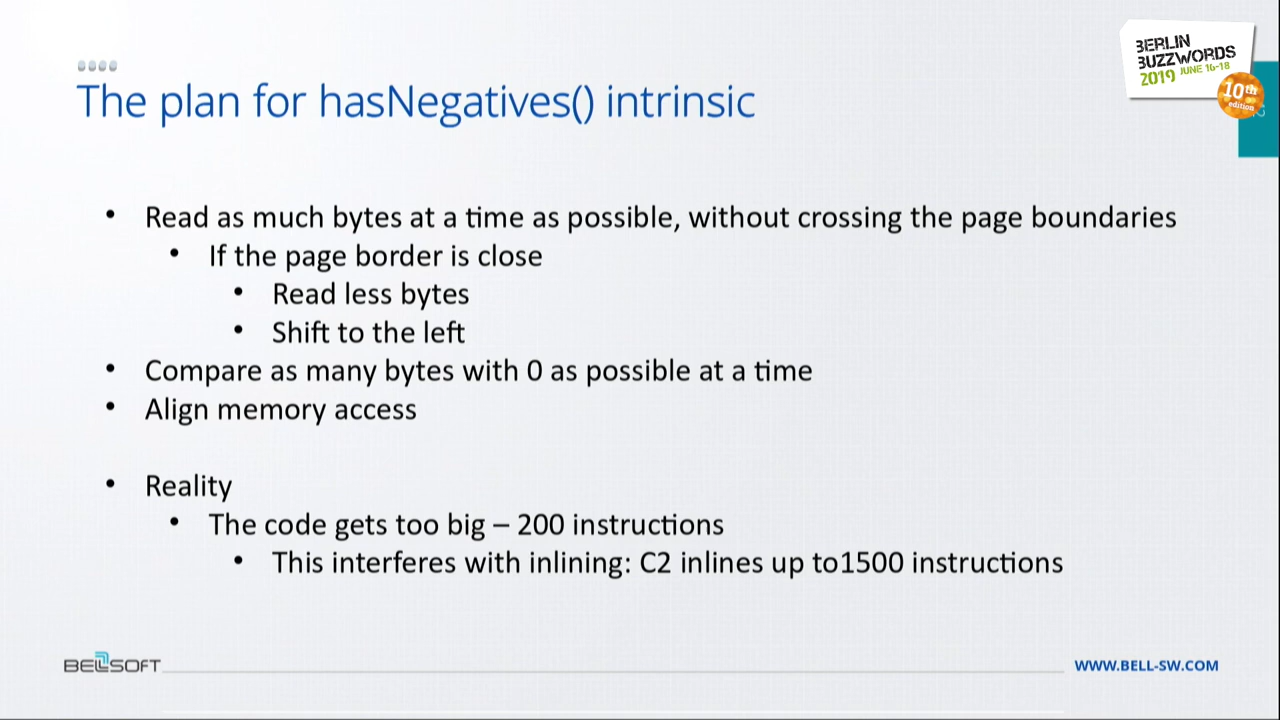 BERLIN
BUZZWORDS
2019 JUNE 16-18
10th
edition
The plan for hasNegatives() intrinsic
• Read as much bytes at a time as possible, without crossing the page boundaries
• If the page border is close
• Read less bytes
• Shift to the left
• Compare as many bytes with 0 as possible at a time
• Align memory access
• Reality
• The code gets too big – 200 instructions
• This interferes with inlining: C2 inlines up to1500 instructions
BELLSOFT
WWW.BELL-SW.COM